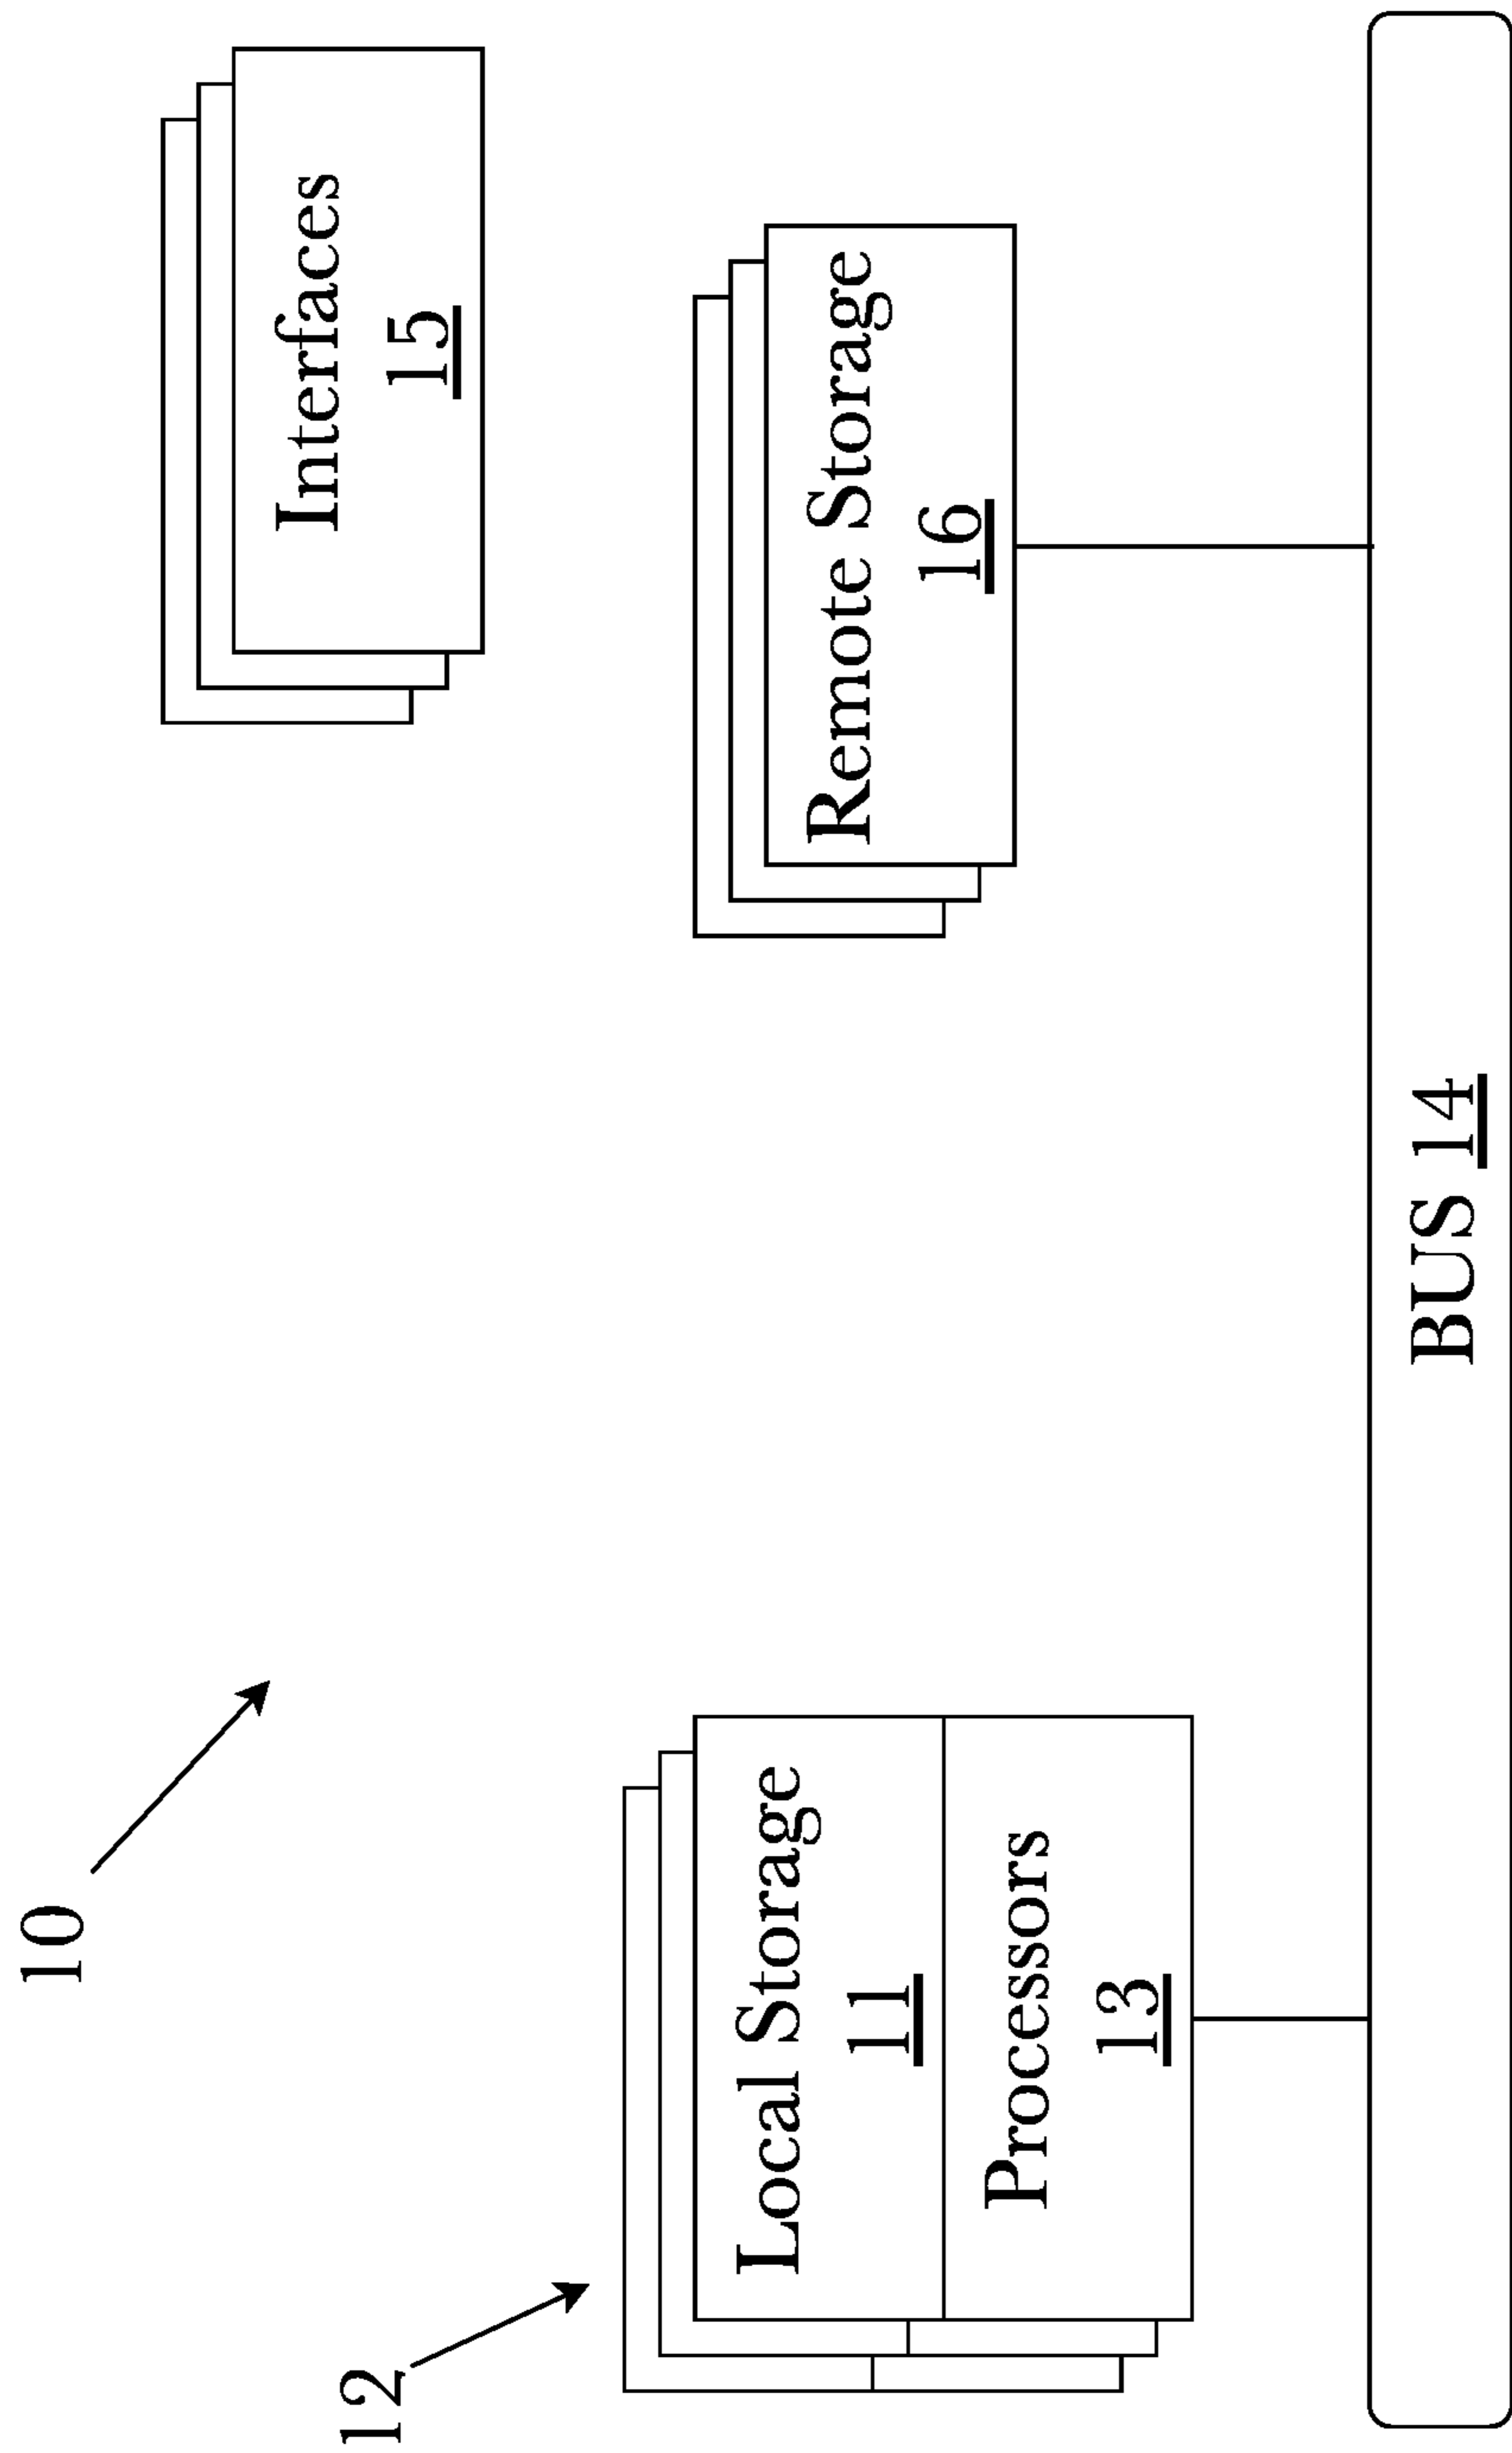 10
Interfaces
15
12
Local Storage
11
Processors
13
Remote Storage
16
BUS 14